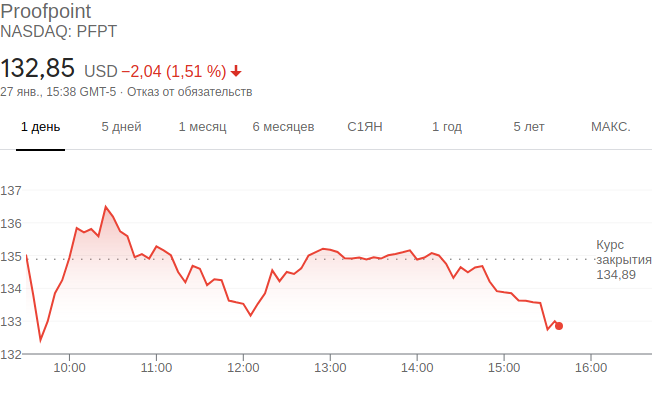 Proofpoint
NASDAQ: PFPT
132,85 USD −2,04 (1,51 %)
27 янв., 15:38 GMT-5 · Отказ от обязательств
1 день 5 дней 1 месяц 6 месяцев С1ЯН 1 год 5 лет МАКС.
137
136
135
134
133
132
Курс
закрытия
134,89
10:00 11:00 12:00 13:00 14:00 15:00 16:00